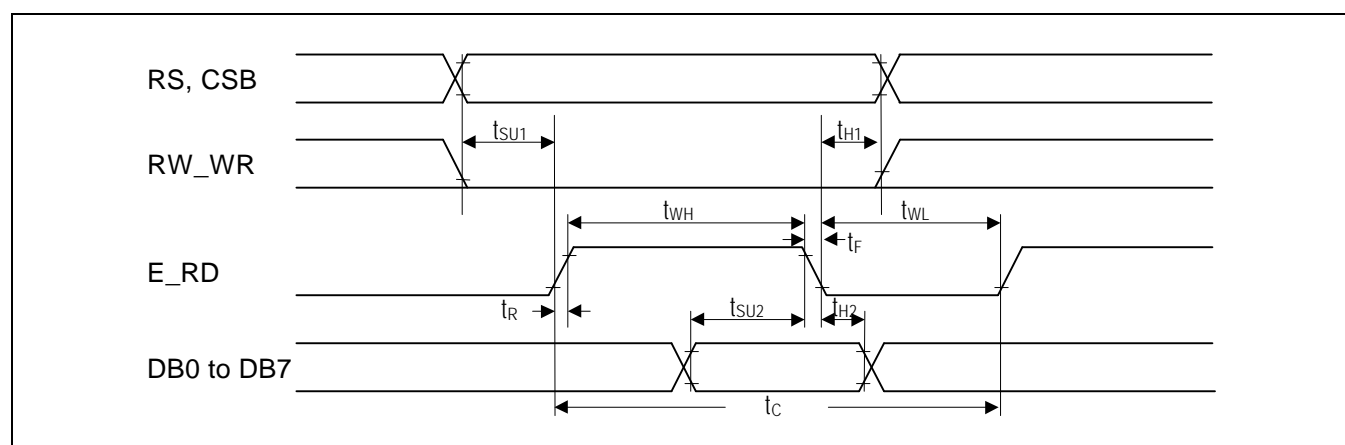 RS, CSB
tSU1
tH1
RW_WR
tWH
tWL
tF
E_RD
tR
tSU2
tH2
DB0 to DB7
tC